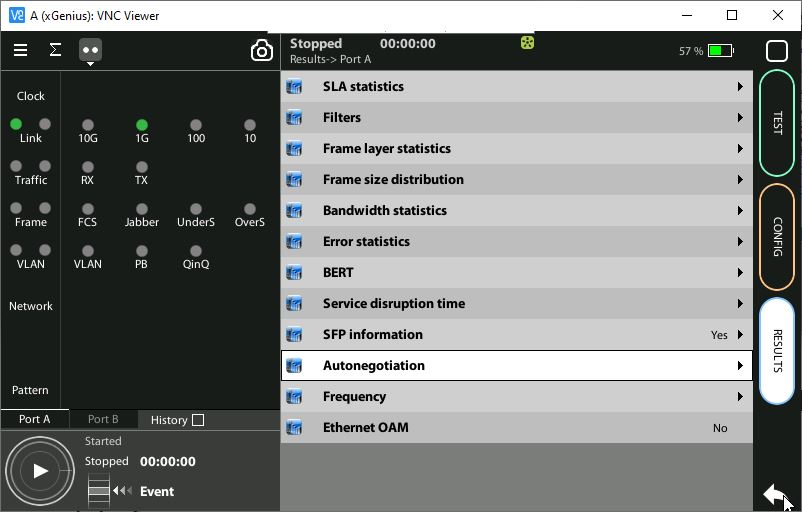 A (xGenius): VNC Viewer
Stopped 00:00:00
Results-> Port A
57 %
Clock
Link 10G 1G 100 10
Traffic RX TX
Frame FCS Jabber UnderS OverS
VLAN VLAN PB QinQ
Network
Pattern
Port A Port B History
Started
Stopped 00:00:00
Event
SLA statistics
Filters
Frame layer statistics
Frame size distribution
Bandwidth statistics
Error statistics
BERT
Service disruption time
SFP information Yes
Autonegotiation
Frequency
Ethernet OAM No
TEST
CONFIG
RESULTS